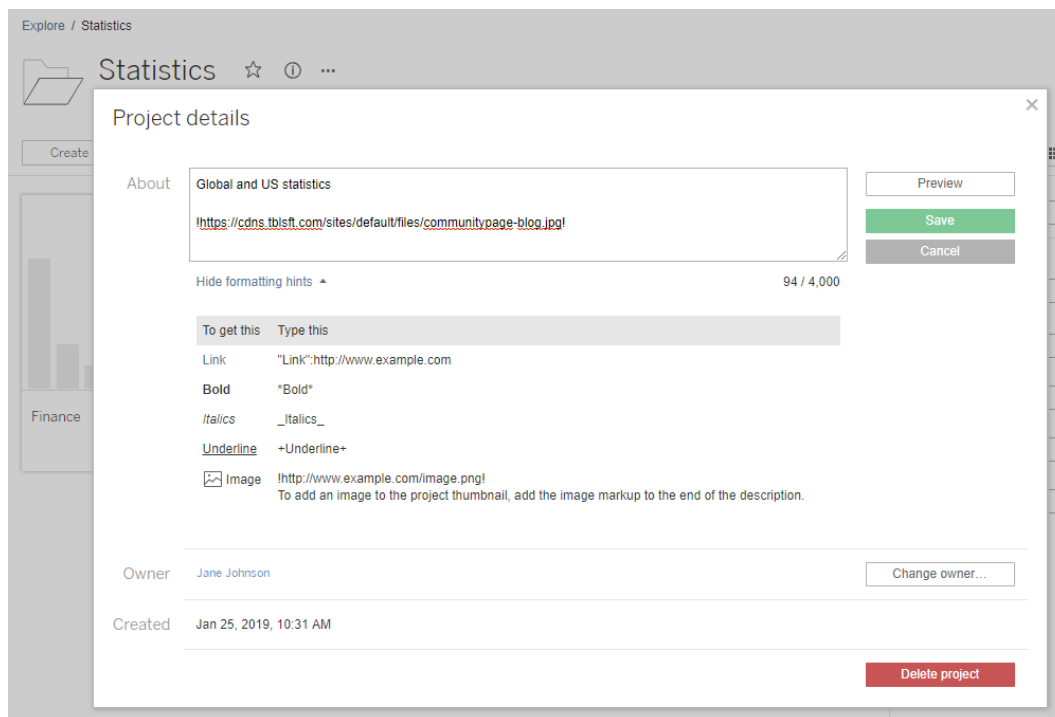 Explore / Statistics
Statistics
Create
Finance
Project details
About
Global and US statistics
!https://cdns.tblsft.com/sites/default/files/communitypage-blog.jpg!
Preview
Save
Cancel
Hide formatting hints
94 / 4,000
To get this Type this
Link "Link":http://www.example.com
Bold *Bold*
Italics _Italics_
Underline +Underline+
Image !http://www.example.com/image.png!
To add an image to the project thumbnail, add the image markup to the end of the description.
Owner Jane Johnson Change owner...
Created Jan 25, 2019, 10:31 AM
Delete project